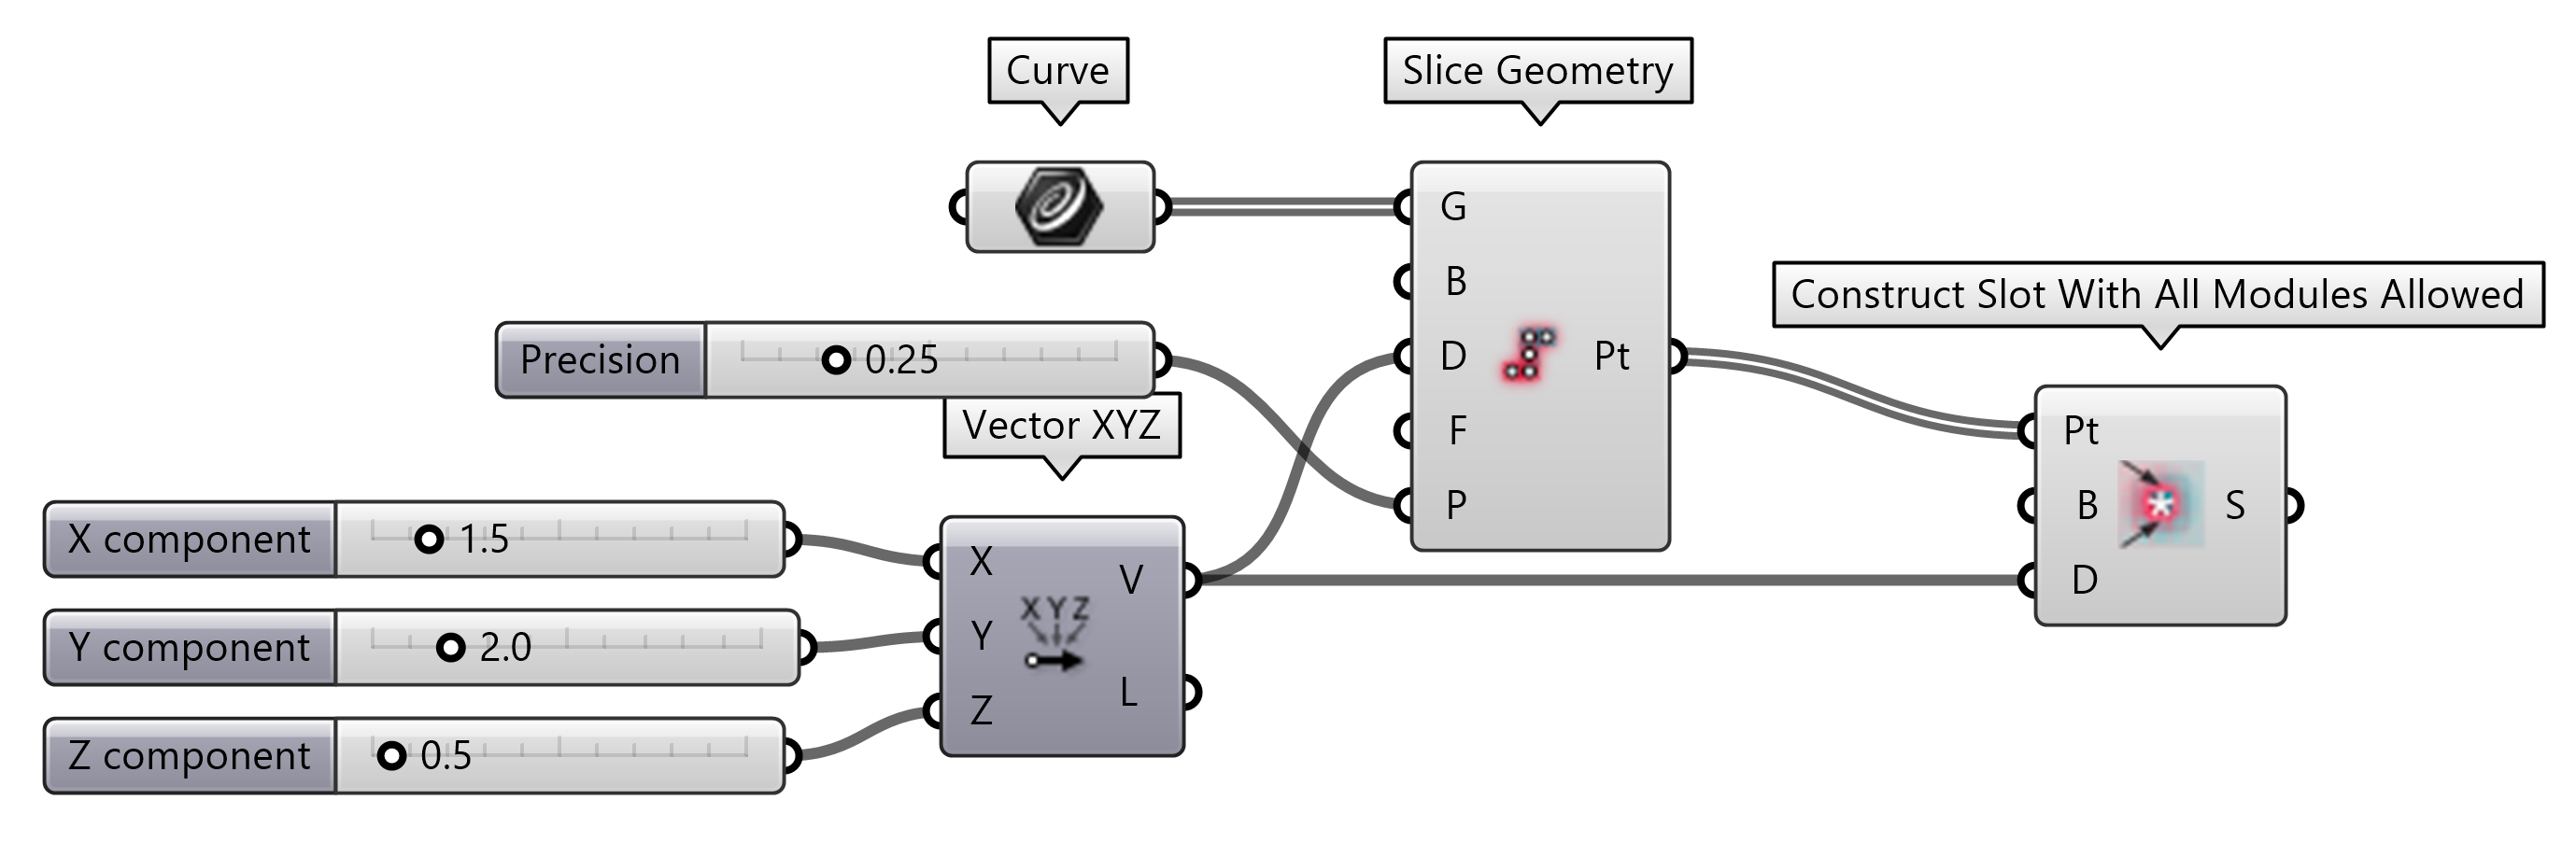 Curve
Slice Geometry
G
B
D
F
P
Pt
Precision
0.25
Construct Slot With All Modules Allowed
Pt
B
D
S
Vector XYZ
X component
1.5
Y component
2.0
Z component
0.5
X
Y
Z
X Y Z
V
L